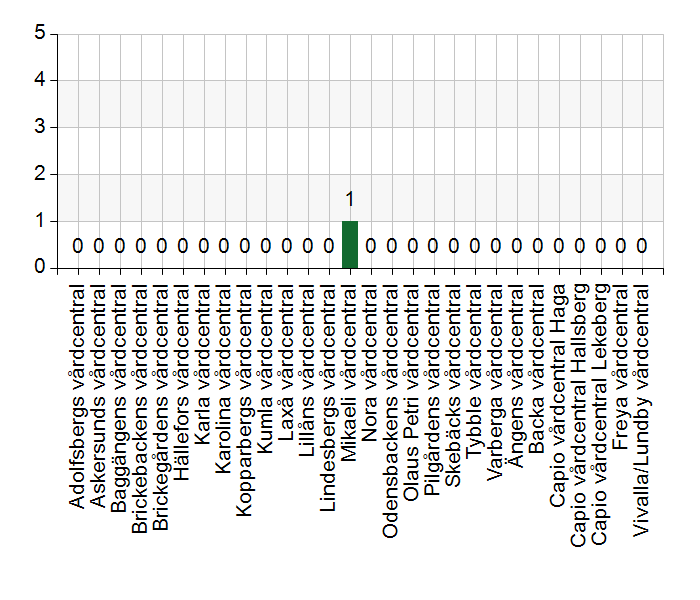 5
4
3
2
1
0
0 0 0 0 0 0 0 0 0 0 0 0 0 1 0 0 0 0 0 0 0 0 0 0 0 0 0 0
Adolfsbergs vårdcentral
Askersunds vårdcentral
Baggängens vårdcentral
Brickebackens vårdcentral
Brickegårdens vårdcentral
Hällefors vårdcentral
Karla vårdcentral
Karolina vårdcentral
Kopparbergs vårdcentral
Kumla vårdcentral
Laxå vårdcentral
Lillåns vårdcentral
Lindesbergs vårdcentral
Mikaeli vårdcentral
Nora vårdcentral
Odensbackens vårdcentral
Olaus Petri vårdcentral
Pilgårdens vårdcentral
Skebäcks vårdcentral
Tybble vårdcentral
Varberga vårdcentral
Ängens vårdcentral
Backa vårdcentral
Capio vårdcentral Haga
Capio vårdcentral Hallsberg
Capio vårdcentral Lekeberg
Freya vårdcentral
Vivalla/Lundby vårdcentral